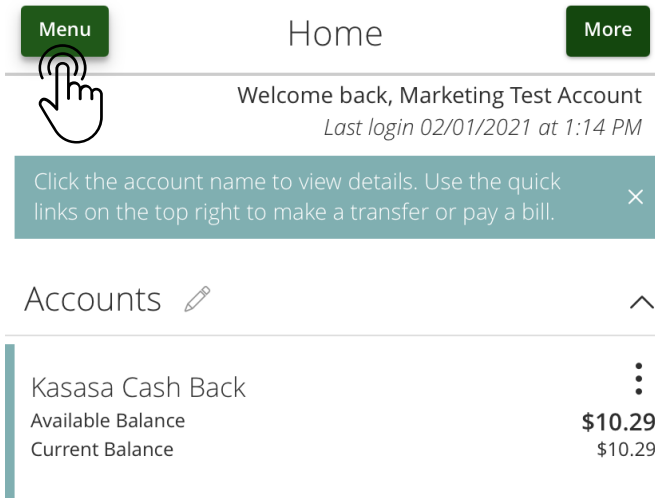 Menu
Home
More
Welcome back, Marketing Test Account
Last login 02/01/2021 at 1:14 PM
Click the account name to view details. Use the quick
links on the top right to make a transfer or pay a bill.
Accounts
Kasasa Cash Back
Available Balance
$10.29
Current Balance
$10.29